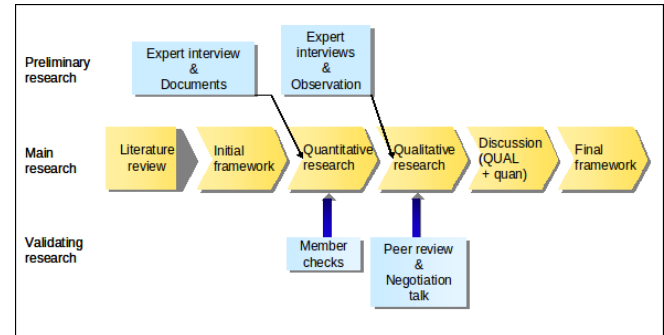 Preliminary
research
Expert interview
&
Documents
Expert
interviews
&
Observation
Main
research
Literature
review
Initial
framework
Quantitative
research
Qualitative
research
Discussion
(QUAL
+ quan)
Final
framework
Validating
research
Member
checks
Peer review
&
Negotiation
talk